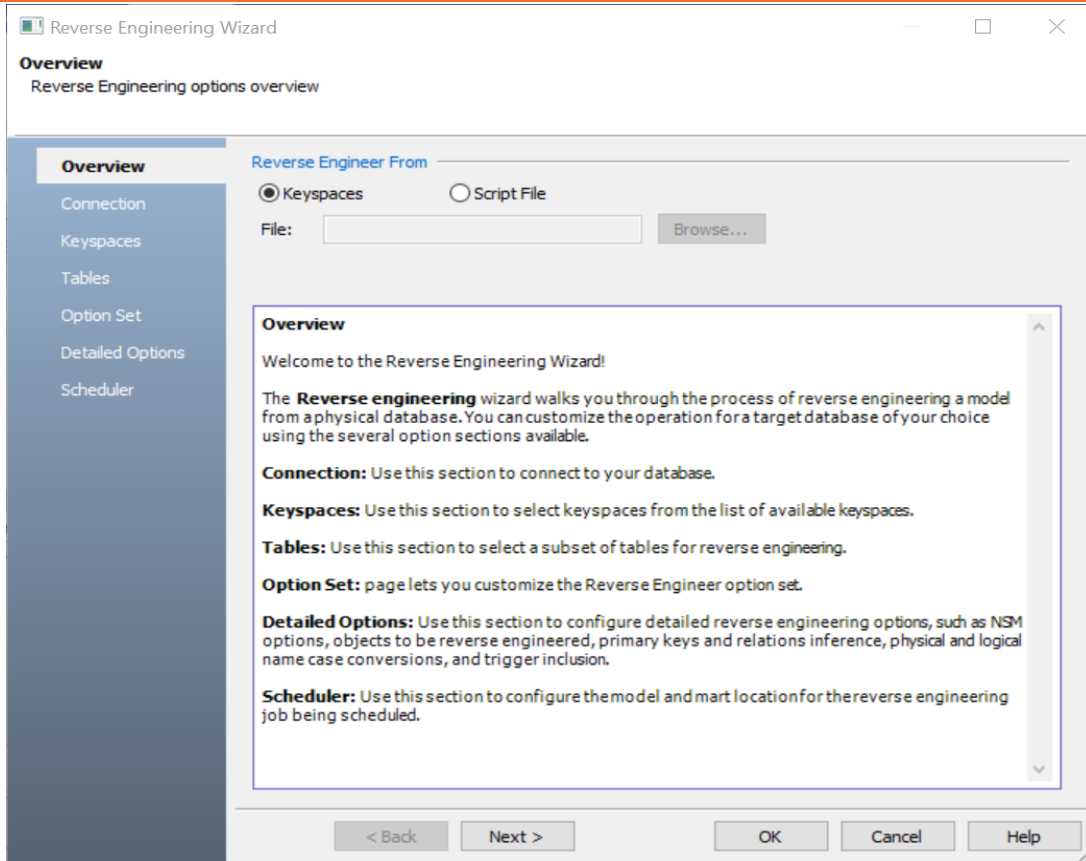 Reverse Engineering Wizard
Overview
Reverse Engineering options overview
Overview
Connection
Keyspaces
Tables
Option Set
Detailed Options
Scheduler
Reverse Engineer From
Keyspaces
Script File
File:
Browse...
Overview
Welcome to the Reverse Engineering Wizard!
The Reverse engineering wizard walks you through the process of reverse engineering a model
from a physical database. You can customize the operation for a target database of your choice
using the several option sections available.
Connection: Use this section to connect to your database.
Keyspaces: Use this section to select keyspaces from the list of available keyspaces.
Tables: Use this section to select a subset of tables for reverse engineering.
Option Set: page lets you customize the Reverse Engineer option set.
Detailed Options: Use this section to configure detailed reverse engineering options, such as NSM
options, objects to be reverse engineered, primary keys and relations inference, physical and logical
name case conversions, and trigger inclusion.
Scheduler: Use this section to configure the model and mart location for the reverse engineering
job being scheduled.
< Back
Next >
OK
Cancel
Help